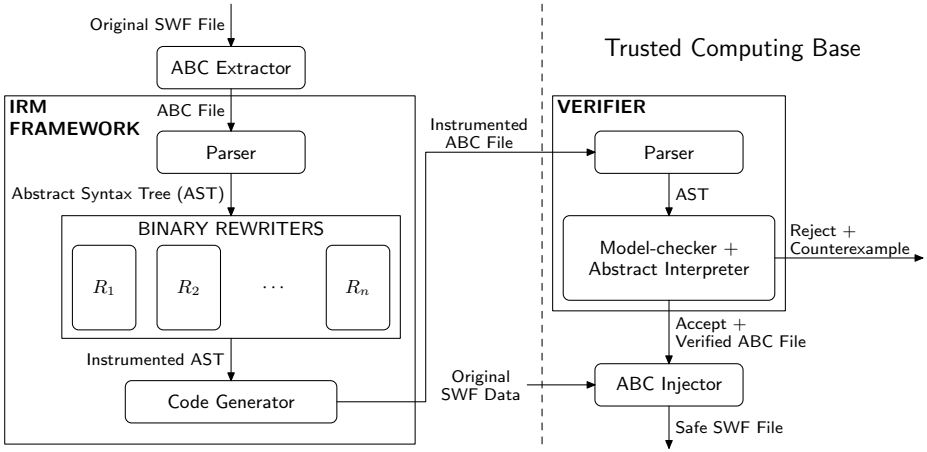 Original SWF File
ABC Extractor
ABC File
IRM
FRAMEWORK
Parser
Abstract Syntax Tree (AST)
BINARY REWRITERS
R1
R2
...
Rn
Instrumented AST
Code Generator
Instrumented
ABC File
Trusted Computing Base
VERIFIER
Parser
AST
Model-checker +
Abstract Interpreter
Reject +
Counterexample
Accept +
Verified ABC File
Original
SWF Data
ABC Injector
Safe SWF File